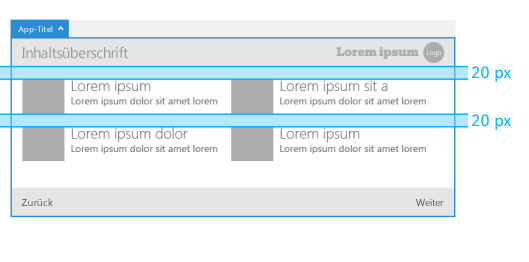 App-Titel
Inhaltsüberschrift
Lorem ipsum
Logo
20 px
Lorem ipsum
Lorem ipsum dolor sit amet lorem
Lorem ipsum sit a
Lorem ipsum dolor sit amet lorem
20 px
Lorem ipsum dolor
Lorem ipsum dolor sit amet lorem
Lorem ipsum
Lorem ipsum dolor sit amet lorem
Zurück
Weiter